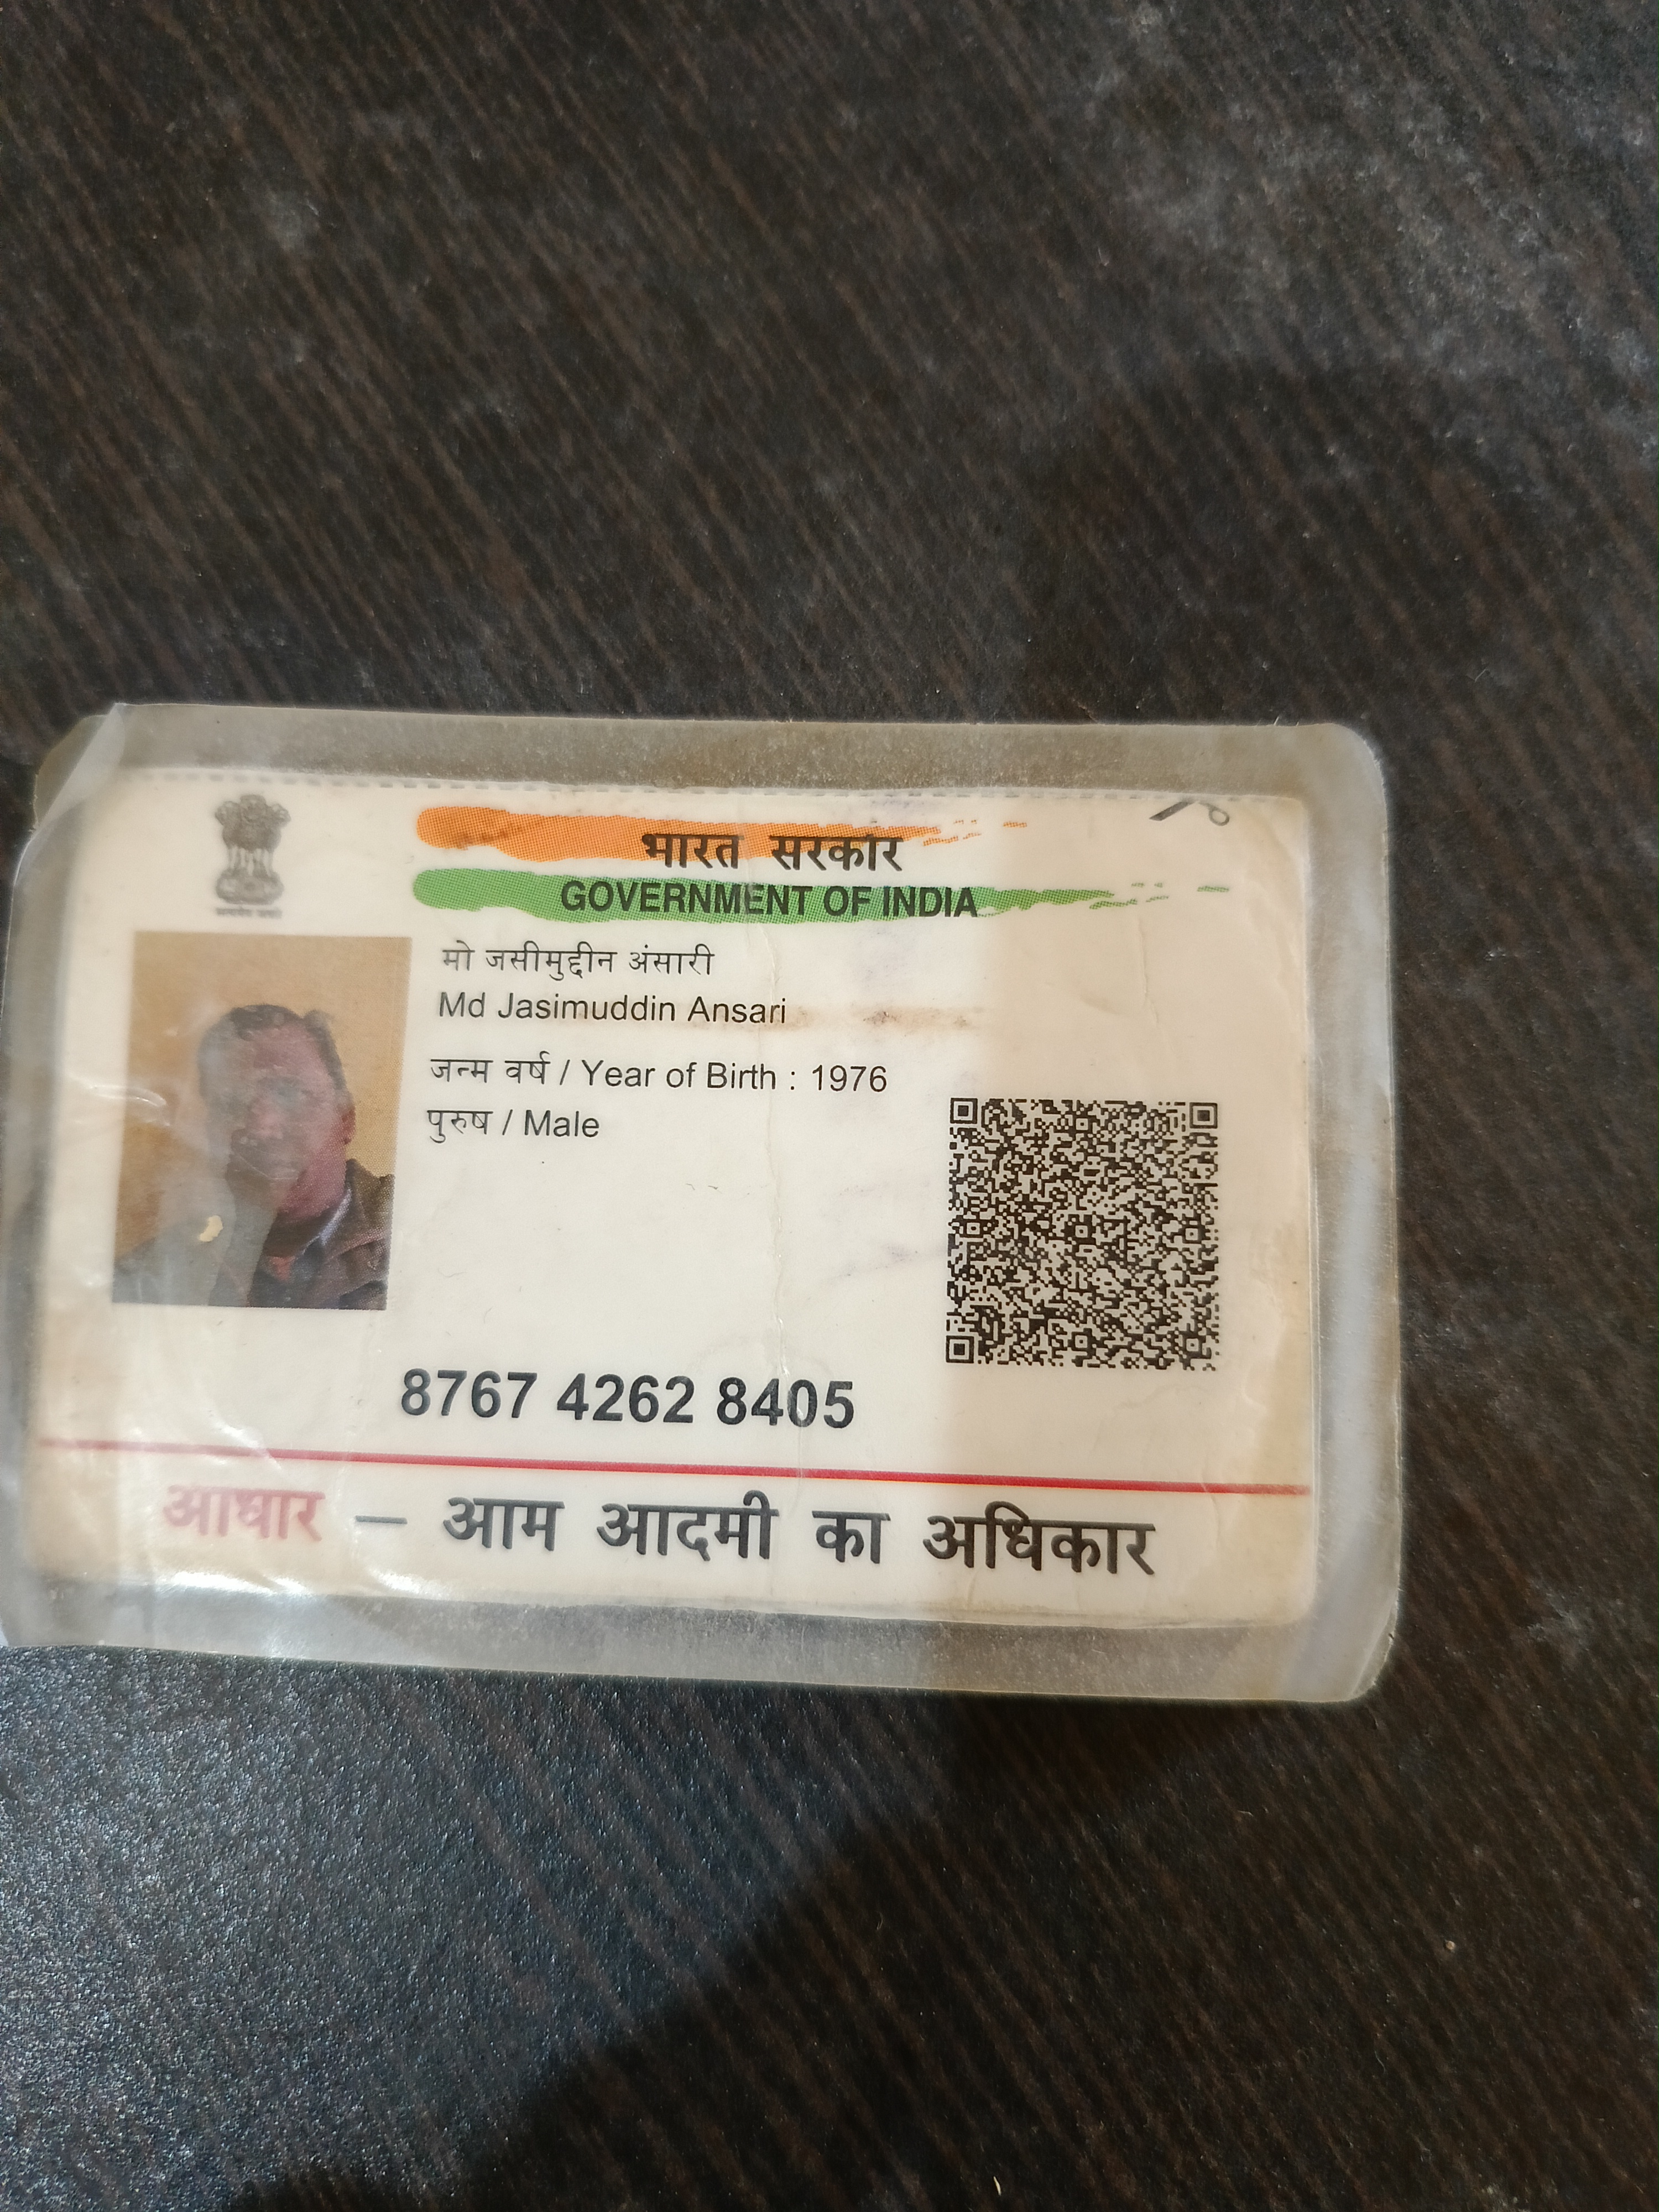 भारत सरकार
GOVERNMENT OF INDIA
मो जसीमुद्दीन अंसारी
Md Jasimuddin Ansari
जन्म वर्ष / Year of Birth : 1976
पुरुष / Male
8767 4262 8405
आधार – आम आदमी का अधिकार